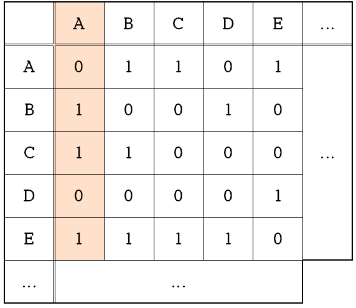 A B C D E ...
A 0 1 1 0 1
B 1 0 0 1 0
C 1 1 0 0 0 ...
D 0 0 0 0 1
E 1 1 1 1 0
... ...